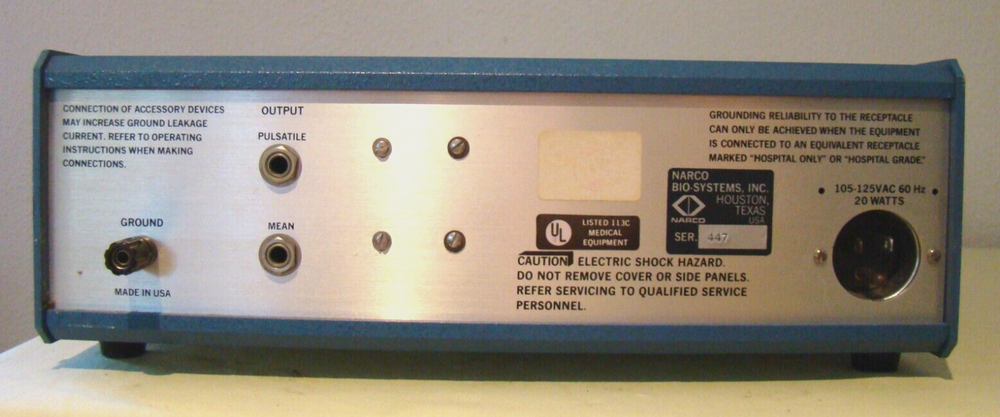 CONNECTION OF ACCESSORY DEVICES
MAY INCREASE GROUND LEAKAGE
CURRENT. REFER TO OPERATING
INSTRUCTIONS WHEN MAKING
CONNECTIONS.
OUTPUT
PULSATILE
MEAN
GROUND
MADE IN USA
UL
LISTED 113C
MEDICAL
EQUIPMENT
CAUTION ELECTRIC SHOCK HAZARD.
DO NOT REMOVE COVER OR SIDE PANELS.
REFER SERVICING TO QUALIFIED SERVICE
PERSONNEL.
NARCO
BIO-SYSTEMS, INC.
HOUSTON,
TEXAS
USA
NARCO
SER. 447
GROUNDING RELIABILITY TO THE RECEPTACLE
CAN ONLY BE ACHIEVED WHEN THE EQUIPMENT
IS CONNECTED TO AN EQUIVALENT RECEPTACLE
MARKED "HOSPITAL ONLY" OR "HOSPITAL GRADE."
105-125VAC 60 Hz
20 WATTS